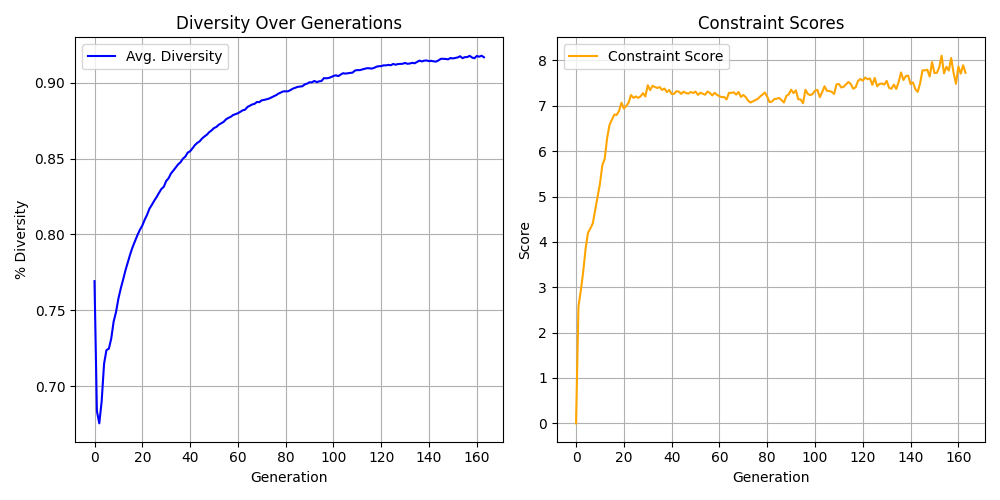 Diversity Over Generations
Avg. Diversity
% Diversity
0.90
0.85
0.80
0.75
0.70
0 20 40 60 80 100 120 140 160
Generation
Constraint Scores
Constraint Score
Score
8
7
6
5
4
3
2
1
0
0 20 40 60 80 100 120 140 160
Generation